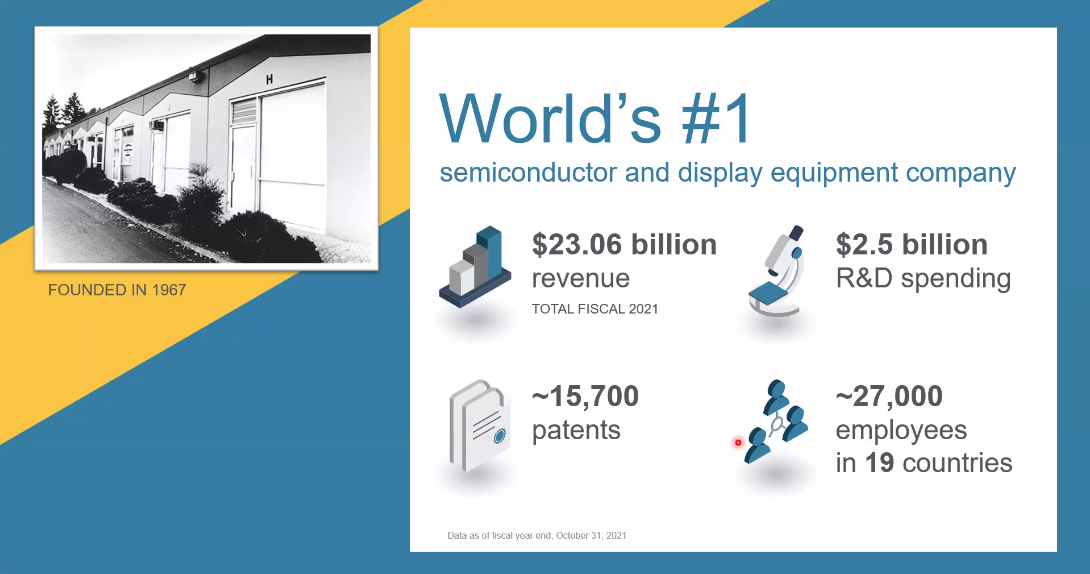 H
FOUNDED IN 1967
World’s #1
semiconductor and display equipment company
$23.06 billion
revenue
TOTAL FISCAL 2021
$2.5 billion
R&D spending
~15,700
patents
~27,000
employees
in 19 countries
Data as of fiscal year end, October 31, 2021